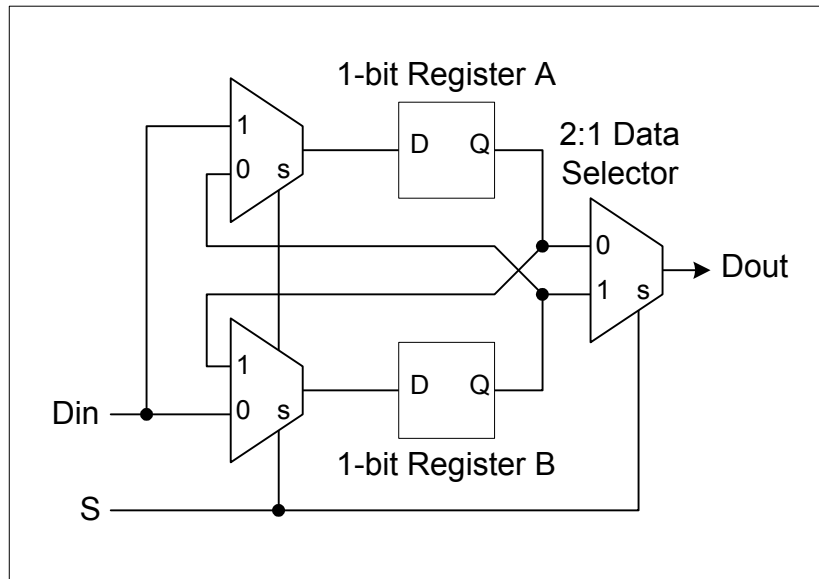 1-bit Register A
2:1 Data
Selector
1
0
s
D
Q
0
1
s
Dout
1
0
s
D
Q
Din
1-bit Register B
S